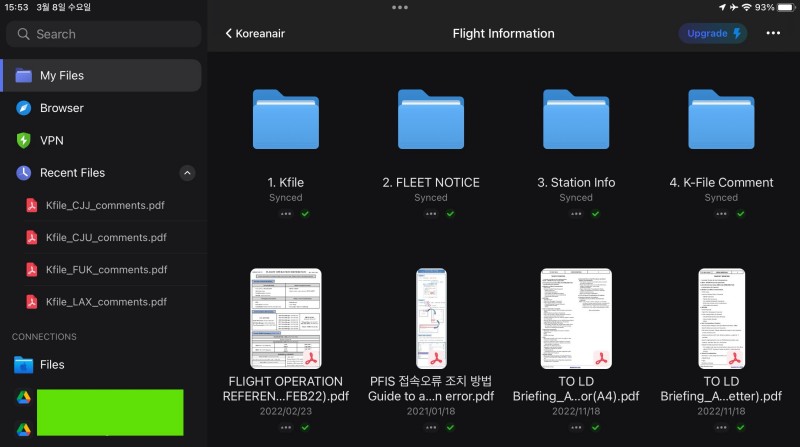 15:53 3월 8일 수요일
93%
Search
My Files
Browser
VPN
Recent Files
Kfile_CJJ_comments.pdf
Kfile_CJU_comments.pdf
Kfile_FUK_comments.pdf
Kfile_LAX_comments.pdf
CONNECTIONS
Files
Koreanair
Flight Information
Upgrade
1. Kfile
Synced
2. FLEET NOTICE
Synced
3. Station Info
Synced
4. K-File Comment
Synced
FLIGHT OPERATION
REFEREN...FEB22).pdf
2022/02/23
PFIS 접속오류 조치 방법
Guide to a...n error.pdf
2021/01/18
TO LD
Briefing_A...or(A4).pdf
2022/11/18
TO LD
Briefing_A...etter).pdf
2022/11/18